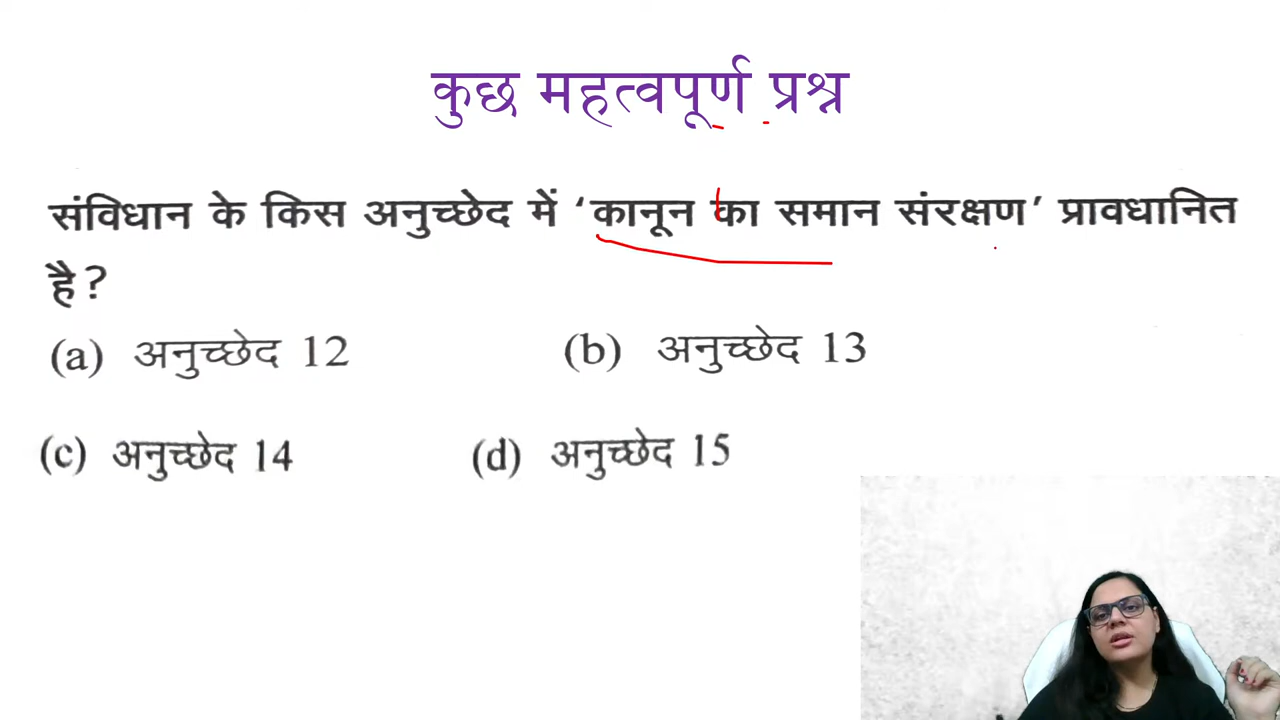 कुछ महत्वपूर्ण प्रश्न
संविधान के किस अनुच्छेद में ‘कानून का समान संरक्षण’ प्रावधानित
है?
(a) अनुच्छेद 12 (b) अनुच्छेद 13
(c) अनुच्छेद 14 (d) अनुच्छेद 15